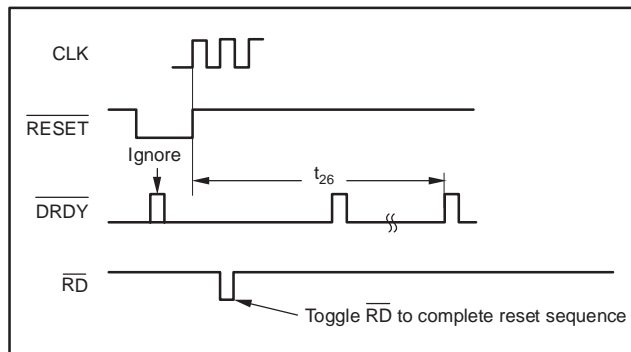 CLK
RESET
Ignore
t26
DRDY
RD
Toggle RD to complete reset sequence